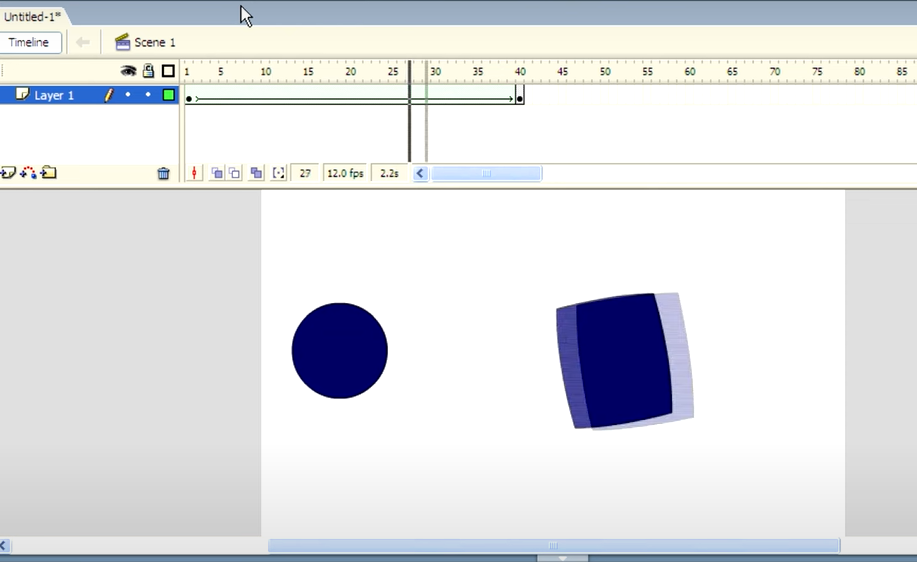 Untitled-1*
Timeline Scene 1
1 5 10 15 20 25 30 35 40 45 50 55 60 65 70 75 80 85
Layer 1
27 12.0 fps 2.2s